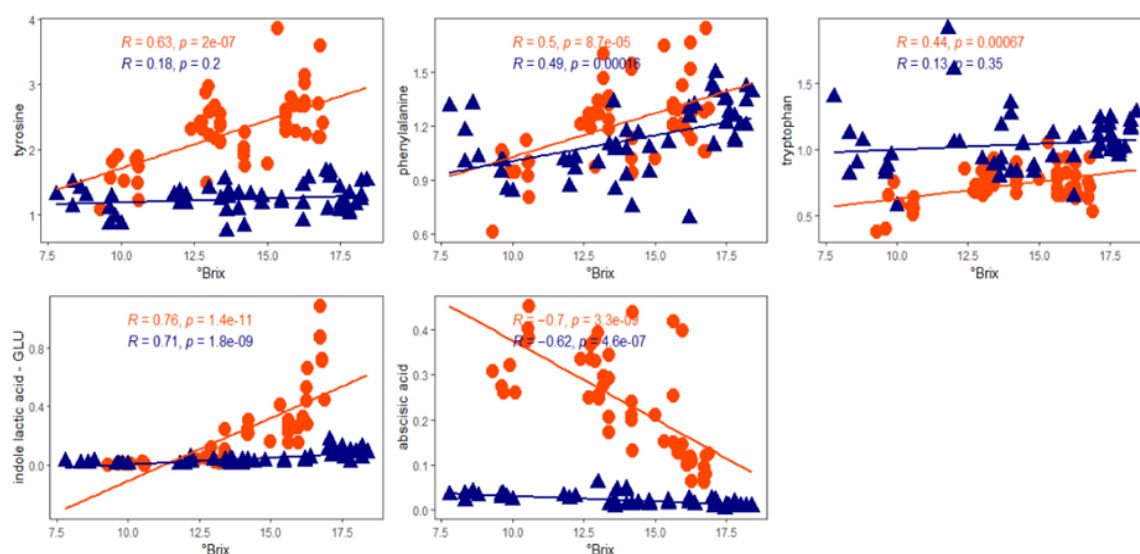 tyrosine
4
3
2
1
R = 0.63, p = 2e-07
R = 0.18, p = 0.2
7.5 10.0 12.5 15.0 17.5
°Brix
phenylalanine
1.5
1.2
0.9
0.6
R = 0.5, p = 8.7e-05
R = 0.49, p = 0.00016
7.5 10.0 12.5 15.0 17.5
°Brix
tryptophan
1.5
1.0
0.5
R = 0.44, p = 0.00067
R = 0.13, p = 0.35
7.5 10.0 12.5 15.0 17.5
°Brix
indole lactic acid - GLU
0.8
0.4
0.0
R = 0.76, p = 1.4e-11
R = 0.71, p = 1.8e-09
7.5 10.0 12.5 15.0 17.5
°Brix
abscisic acid
0.4
0.3
0.2
0.1
0.0
R = −0.7, p = 3.3e-09
R = −0.62, p = 4.6e-07
7.5 10.0 12.5 15.0 17.5
°Brix